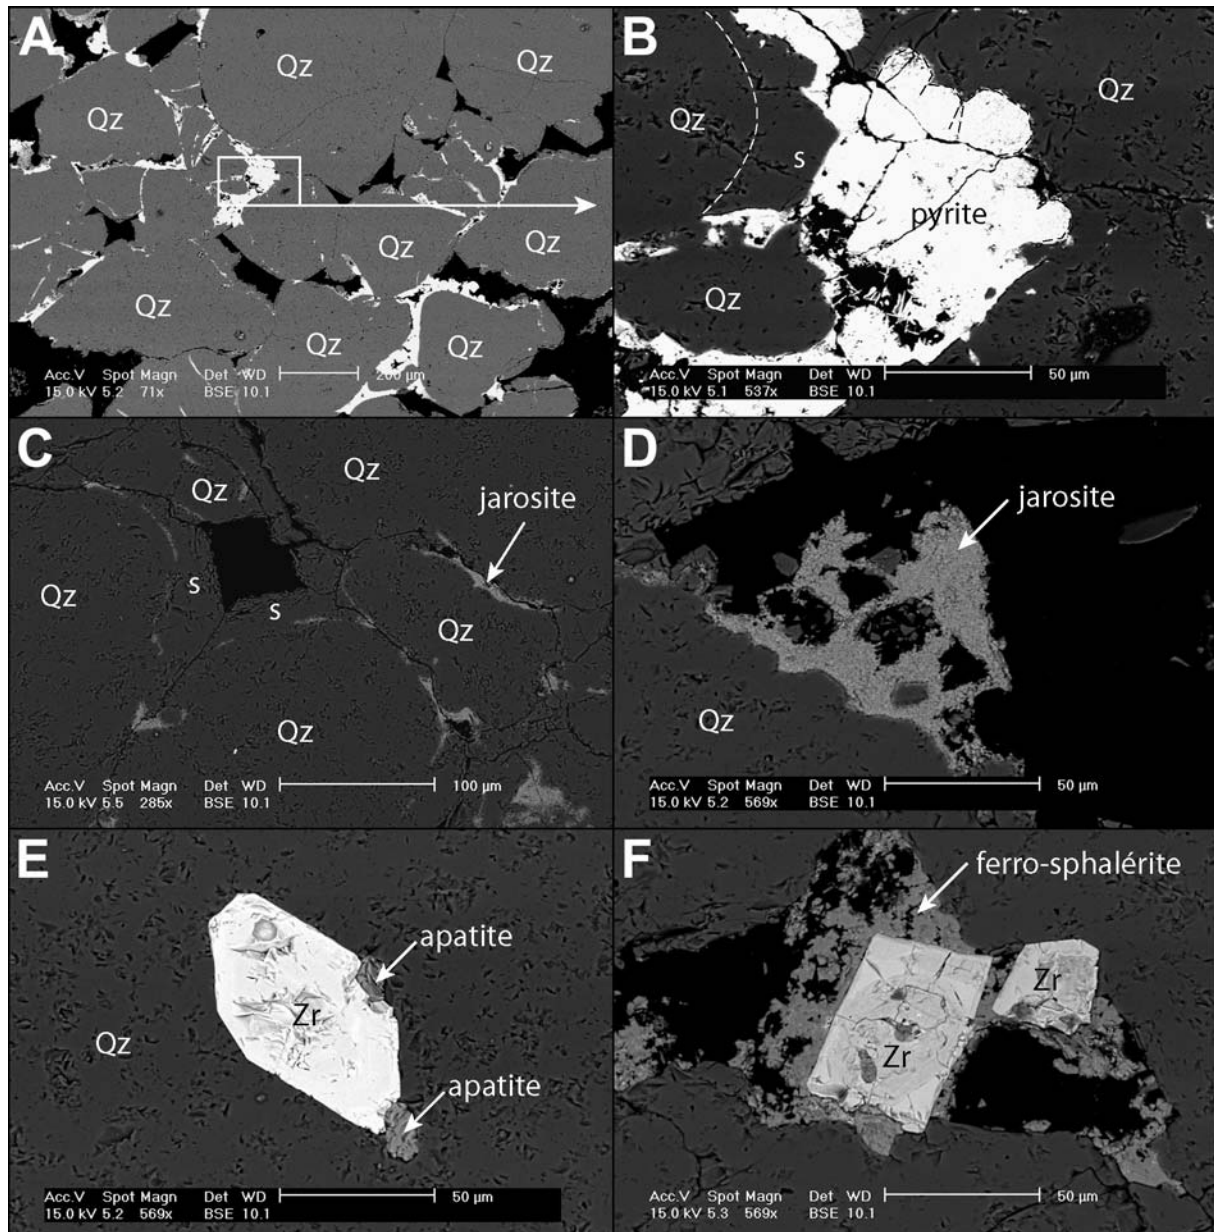 A
Qz
Qz
Qz
Qz
Qz
Qz
Qz
Qz
Acc.V Spot Magn Det WD 200 µm
15.0 kV 5.2 71x BSE 10.1
B
Qz
Qz
s
pyrite
Qz
Acc.V Spot Magn Det WD 50 µm
15.0 kV 5.1 537x BSE 10.1
C
Qz
Qz
jarosite
Qz
s
s
Qz
Qz
Acc.V Spot Magn Det WD 100 µm
15.0 kV 5.5 285x BSE 10.1
D
jarosite
Qz
Acc.V Spot Magn Det WD 50 µm
15.0 kV 5.2 569x BSE 10.1
E
apatite
Zr
Qz
apatite
Acc.V Spot Magn Det WD 50 µm
15.0 kV 5.2 569x BSE 10.1
F
ferro-sphalérite
Zr
Zr
Acc.V Spot Magn Det WD 50 µm
15.0 kV 5.3 569x BSE 10.1